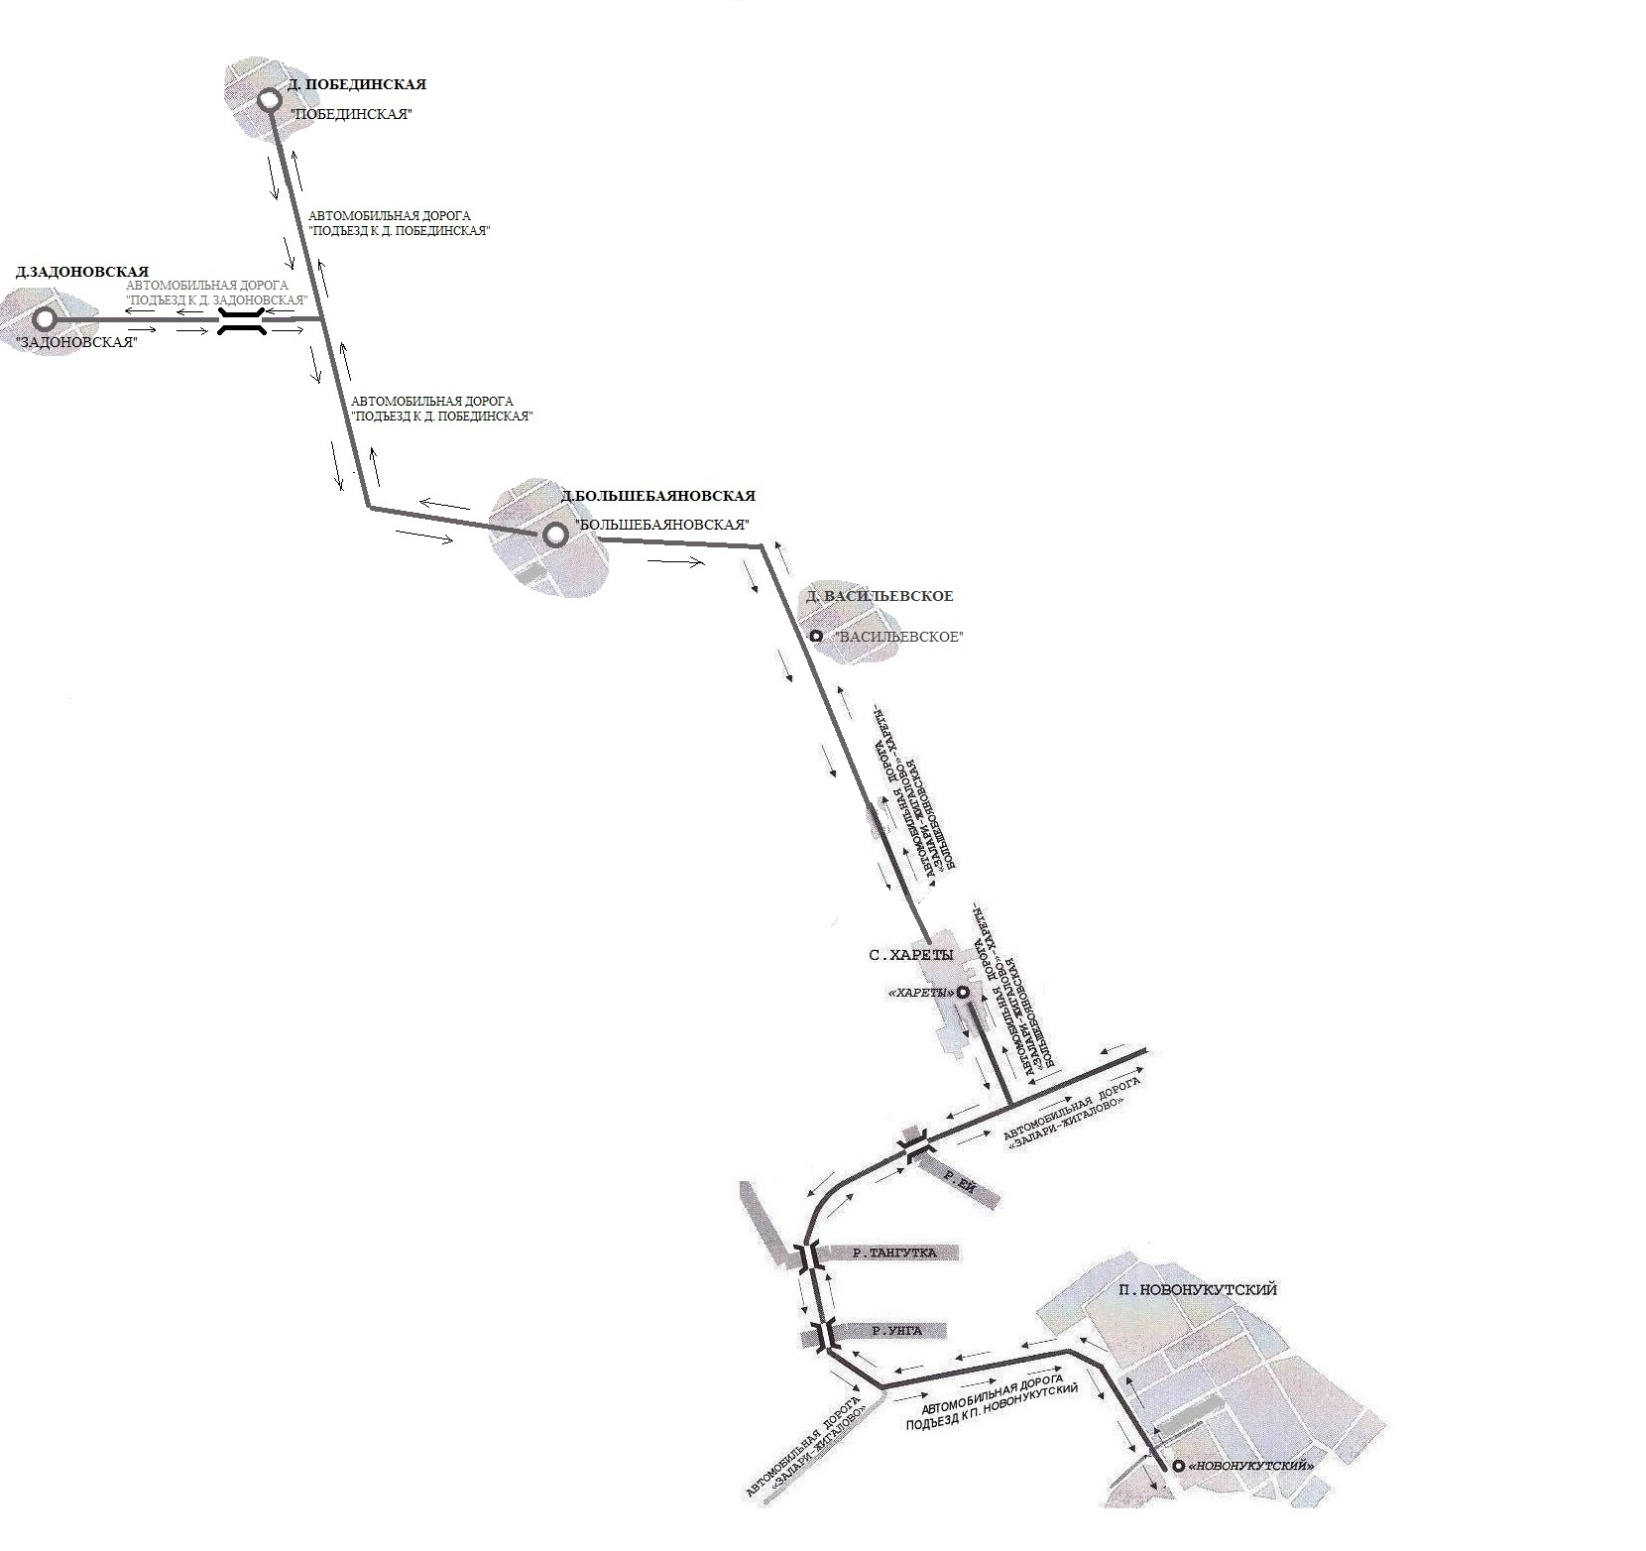 Д. ПОБЕДИНСКАЯ
"ПОБЕДИНСКАЯ"
АВТОМОБИЛЬНАЯ ДОРОГА
"ПОДЪЕЗД К Д. ПОБЕДИНСКАЯ"
Д.ЗАДОНОВСКАЯ
АВТОМОБИЛЬНАЯ ДОРОГА
"ПОДЪЕЗД К Д. ЗАДОНОВСКАЯ"
"ЗАДОНОВСКАЯ"
АВТОМОБИЛЬНАЯ ДОРОГА
"ПОДЪЕЗД К Д. ПОБЕДИНСКАЯ"
Д.БОЛЬШЕБАЯНОВСКАЯ
"БОЛЬШЕБАЯНОВСКАЯ"
Д. ВАСИЛЬЕВСКОЕ
"ВАСИЛЬЕВСКОЕ"
АВТОМОБИЛЬНАЯ ДОРОГА
«ЗАЛАРИ-ЖИГАЛОВО»-ХАРЕТЫ-
БОЛЬШЕБОЯНОВСКАЯ
С.ХАРЕТЫ
«ХАРЕТЫ»
АВТОМОБИЛЬНАЯ ДОРОГА
«ЗАЛАРИ-ЖИГАЛОВО»-ХАРЕТЫ-
БОЛЬШЕБОЯНОВСКАЯ
АВТОМОБИЛЬНАЯ ДОРОГА
«ЗАЛАРИ-ЖИГАЛОВО»
Р.ЕЙ
Р.ТАНГУТКА
П.НОВОНУКУТСКИЙ
Р.УНГА
АВТОМОБИЛЬНАЯ ДОРОГА
ПОДЪЕЗД К П. НОВОНУКУТСКИЙ
АВТОМОБИЛЬНАЯ ДОРОГА
«ЗАЛАРИ-ЖИГАЛОВО»
«НОВОНУКУТСКИЙ»